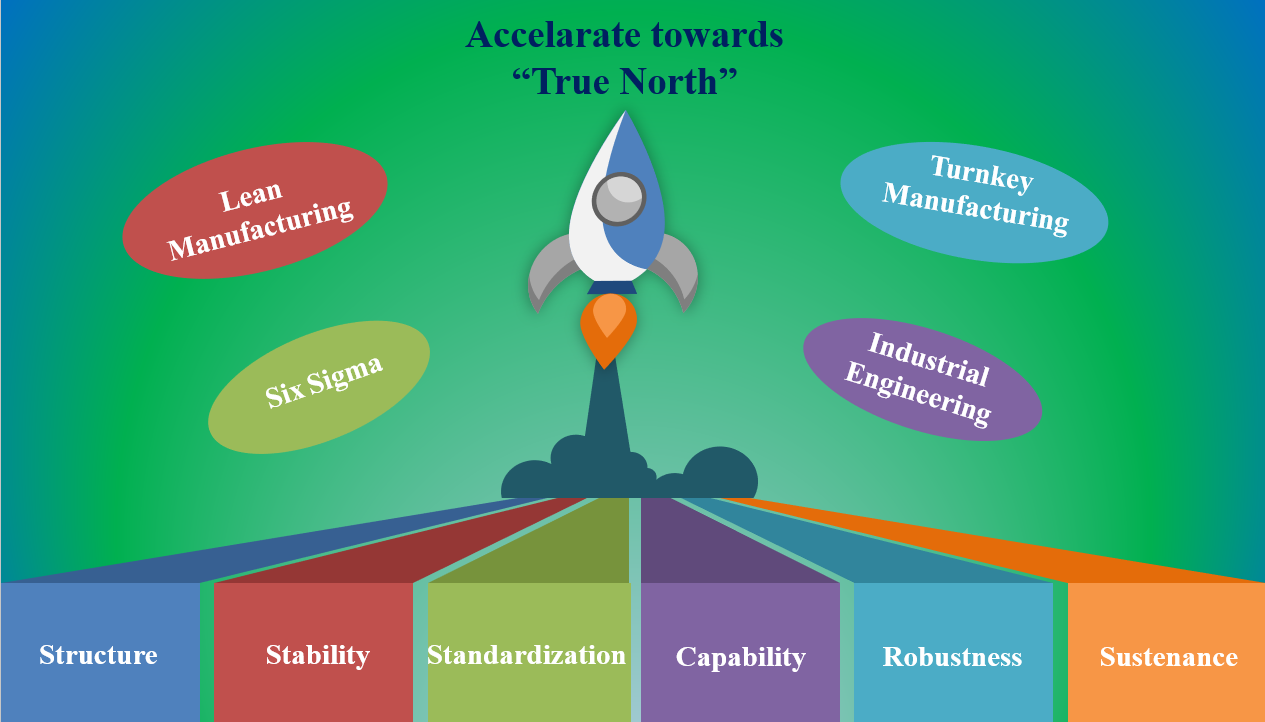 Accelarate towards
“True North”
Lean
Manufacturing
Turnkey
Manufacturing
Six Sigma
Industrial
Engineering
Structure
Stability
Standardization
Capability
Robustness
Sustenance